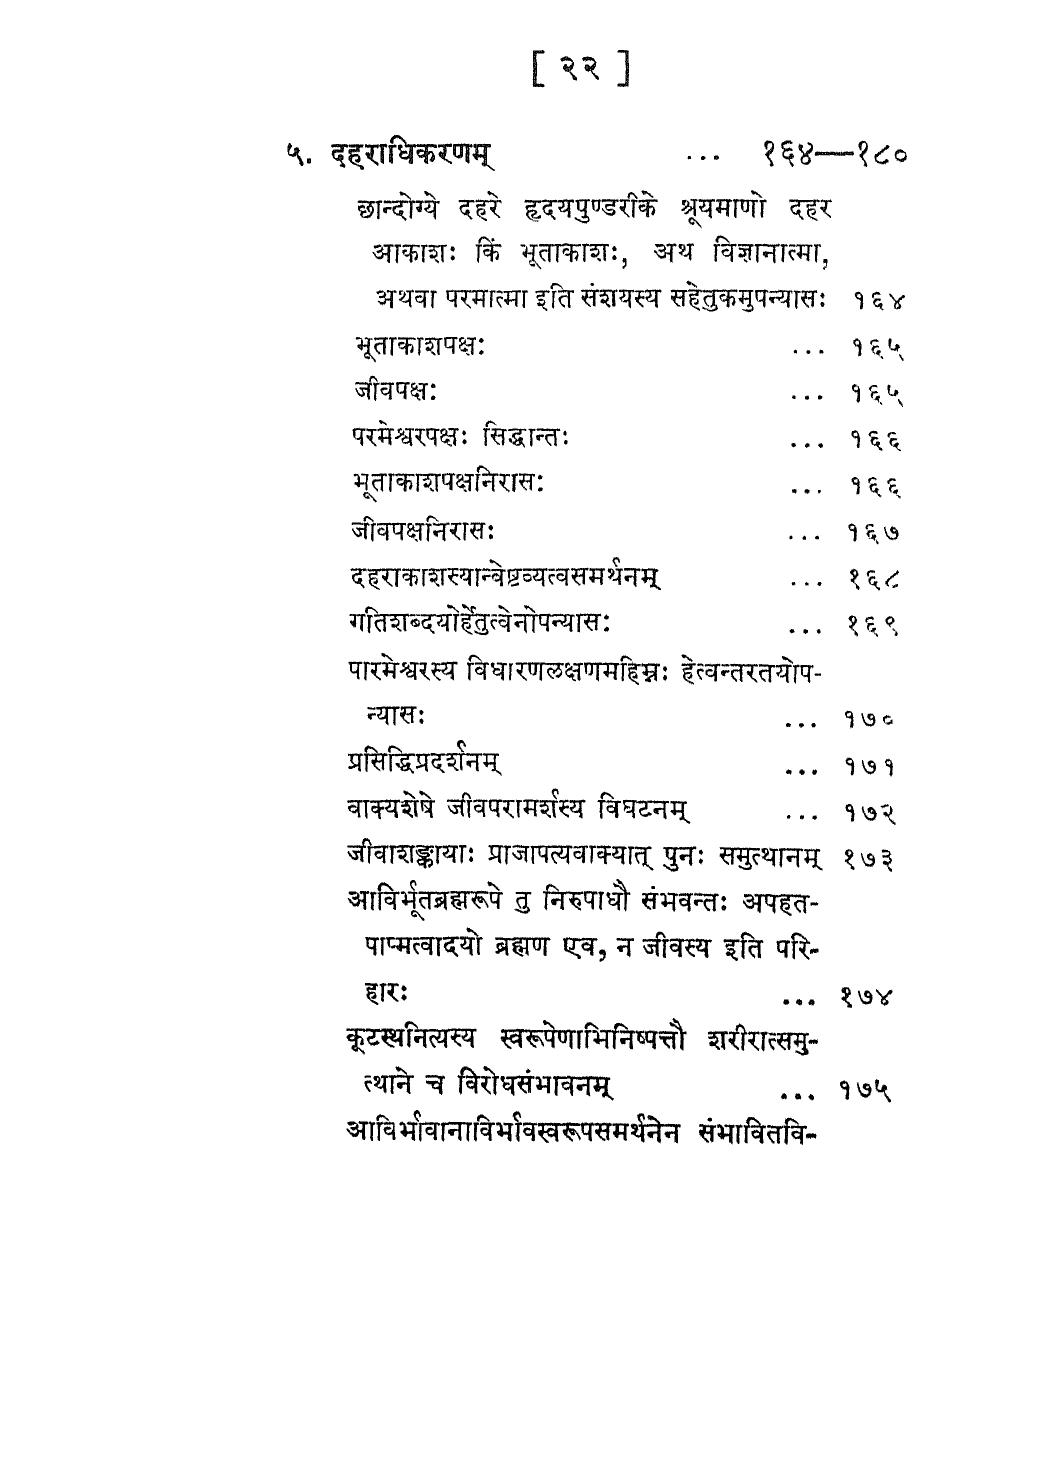 [ २२ ]
५. दहराधिकरणम् ... १६४—१८०
छान्दोग्ये दहरे हृदयपुण्डरीके श्रूयमाणो दहर
आकाशः किं भूताकाशः, अथ विज्ञानात्मा,
अथवा परमात्मा इति संशयस्य सहेतुकमुपन्यासः १६४
भूताकाशपक्षः ... १६५
जीवपक्षः ... १६५
परमेश्वरपक्षः सिद्धान्तः ... १६६
भूताकाशपक्षनिरासः ... १६६
जीवपक्षनिरासः ... १६७
दहराकाशस्यान्वेष्टव्यत्वसमर्थनम् ... १६८
गतिशब्दयोर्हेतुत्वेनोपन्यासः ... १६९
पारमेश्वरस्य विधारणलक्षणमहिम्नः हेत्वन्तरतयोप-
न्यासः ... १७०
प्रसिद्धिप्रदर्शनम् ... १७१
वाक्यशेषे जीवपरामर्शस्य विघटनम् ... १७२
जीवाशङ्कायाः प्राजापत्यवाक्यात् पुनः समुत्थानम् १७३
आविर्भूतब्रह्मरूपे तु निरुपाधौ संभवन्तः अपहत-
पाप्मत्वादयो ब्रह्मण एव, न जीवस्य इति परि-
हारः ... १७४
कूटस्थनित्यस्य स्वरूपेणाभिनिष्पत्तौ शरीरात्समु-
त्थाने च विरोधसंभावनम् ... १७५
आविर्भावानाविर्भावस्वरूपसमर्थनेन संभावितवि-